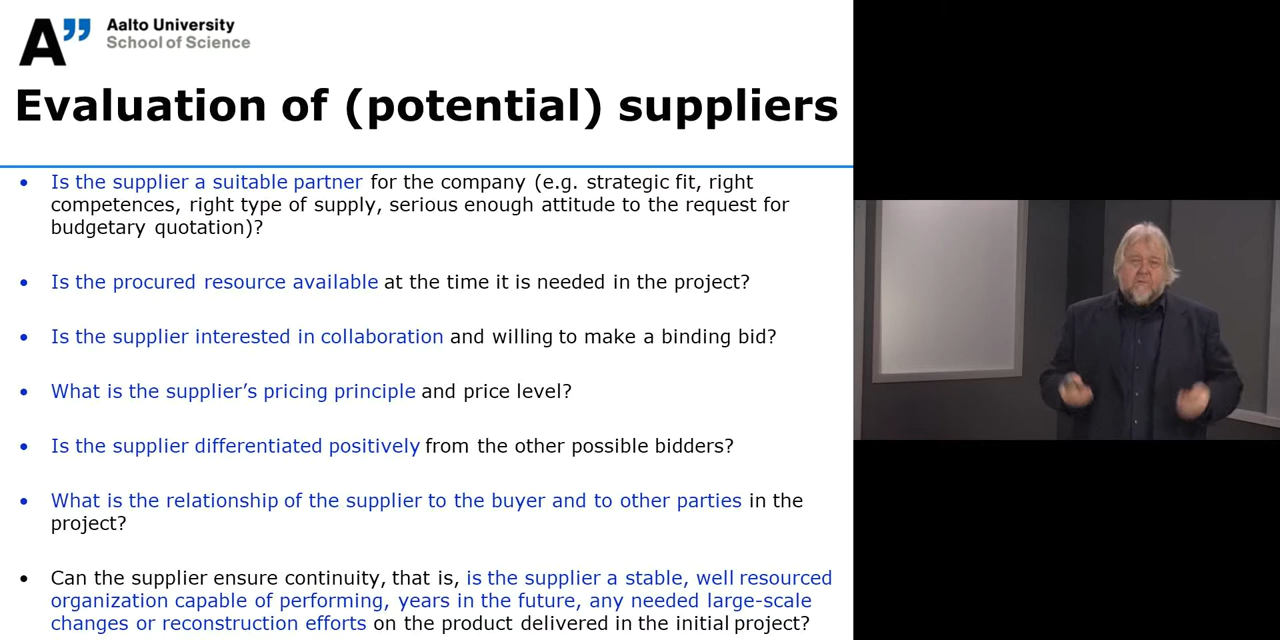 A”
Aalto University
School of Science
Evaluation of (potential) suppliers
• Is the supplier a suitable partner for the company (e.g. strategic fit, right
competences, right type of supply, serious enough attitude to the request for
budgetary quotation)?
• Is the procured resource available at the time it is needed in the project?
• Is the supplier interested in collaboration and willing to make a binding bid?
• What is the supplier’s pricing principle and price level?
• Is the supplier differentiated positively from the other possible bidders?
• What is the relationship of the supplier to the buyer and to other parties in the
project?
• Can the supplier ensure continuity, that is, is the supplier a stable, well resourced
organization capable of performing, years in the future, any needed large-scale
changes or reconstruction efforts on the product delivered in the initial project?